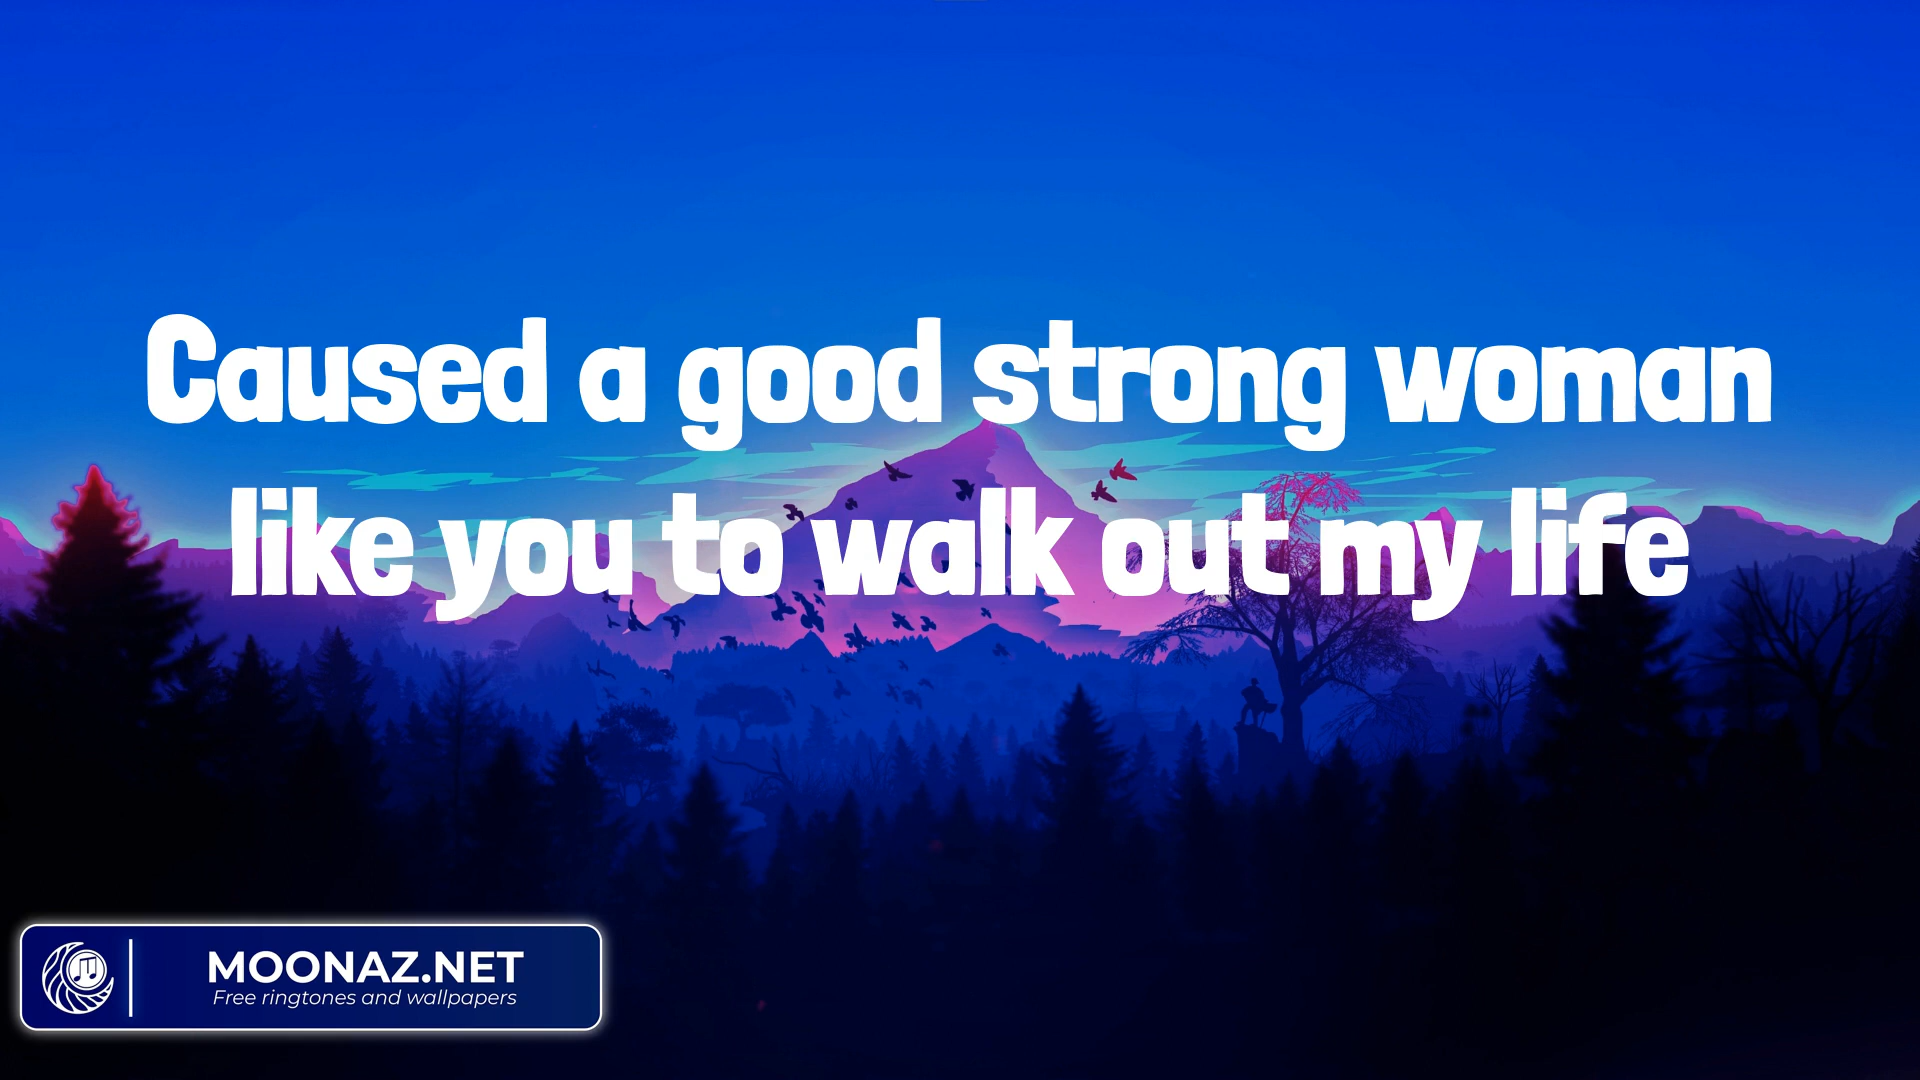 Caused a good strong woman
like you to walk out my life
MOONAZ.NET
Free ringtones and wallpapers